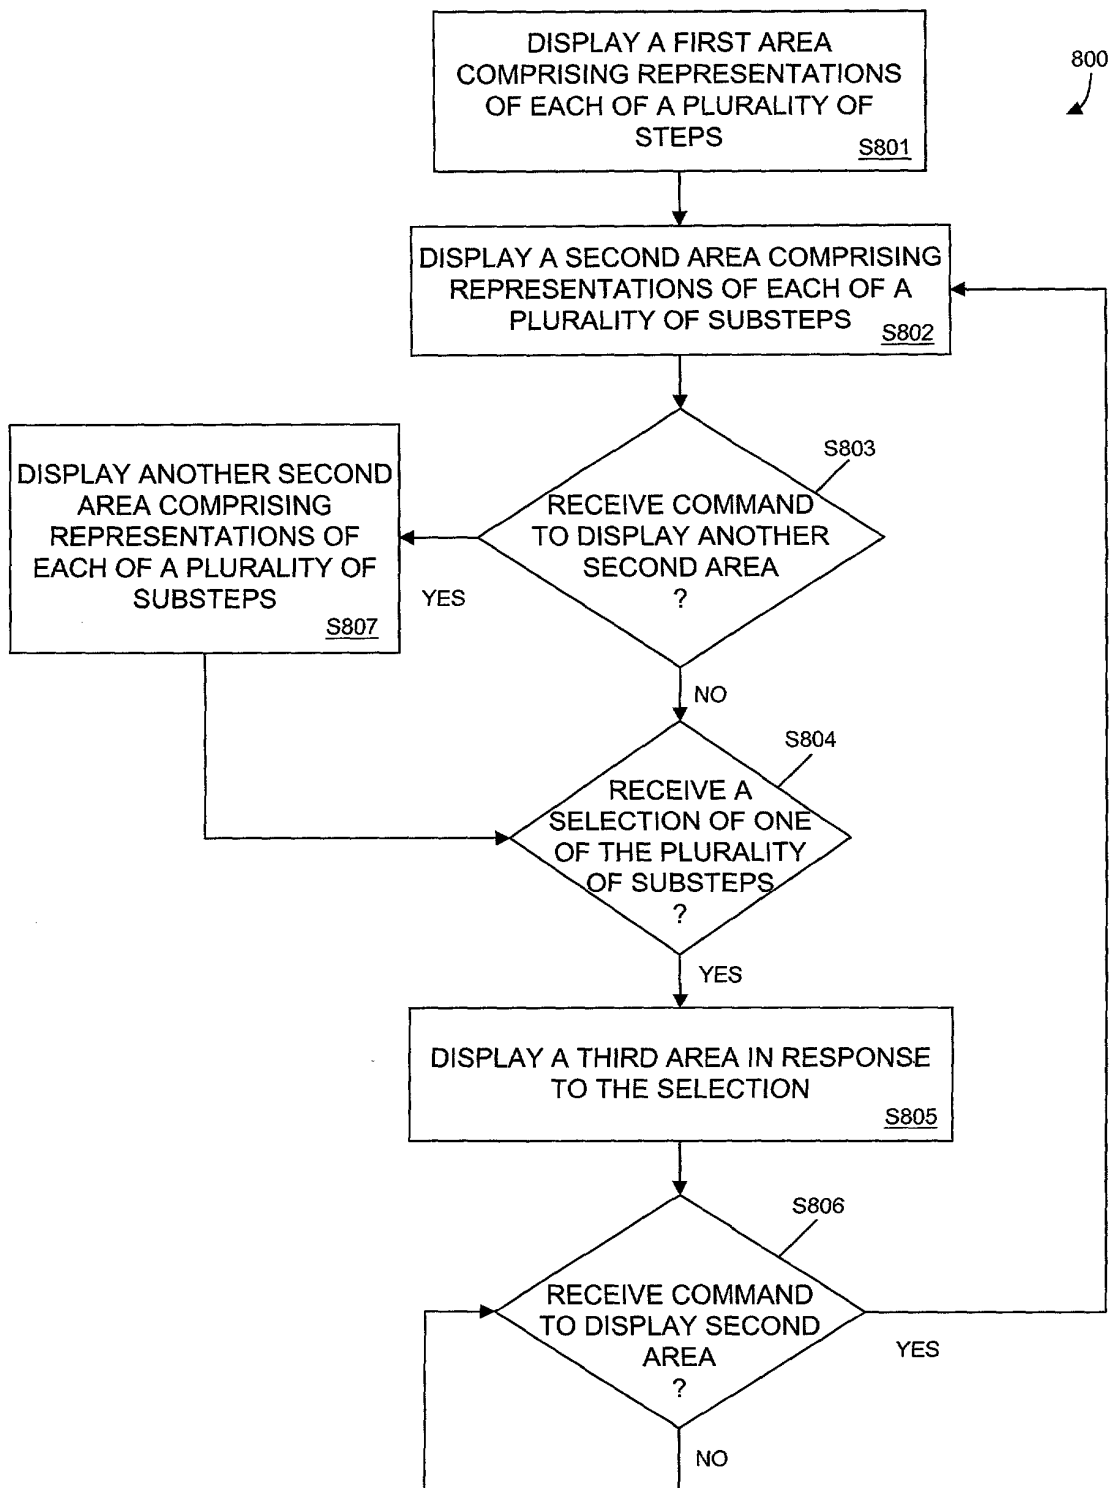 DISPLAY A FIRST AREA
COMPRISING REPRESENTATIONS
OF EACH OF A PLURALITY OF
STEPS
S801
800
DISPLAY A SECOND AREA COMPRISING
REPRESENTATIONS OF EACH OF A
PLURALITY OF SUBSTEPS
S802
S803
RECEIVE COMMAND
TO DISPLAY ANOTHER
SECOND AREA
?
YES
DISPLAY ANOTHER SECOND
AREA COMPRISING
REPRESENTATIONS OF
EACH OF A PLURALITY OF
SUBSTEPS
S807
NO
S804
RECEIVE A
SELECTION OF ONE
OF THE PLURALITY
OF SUBSTEPS
?
YES
DISPLAY A THIRD AREA IN RESPONSE
TO THE SELECTION
S805
S806
RECEIVE COMMAND
TO DISPLAY SECOND
AREA
?
YES
NO